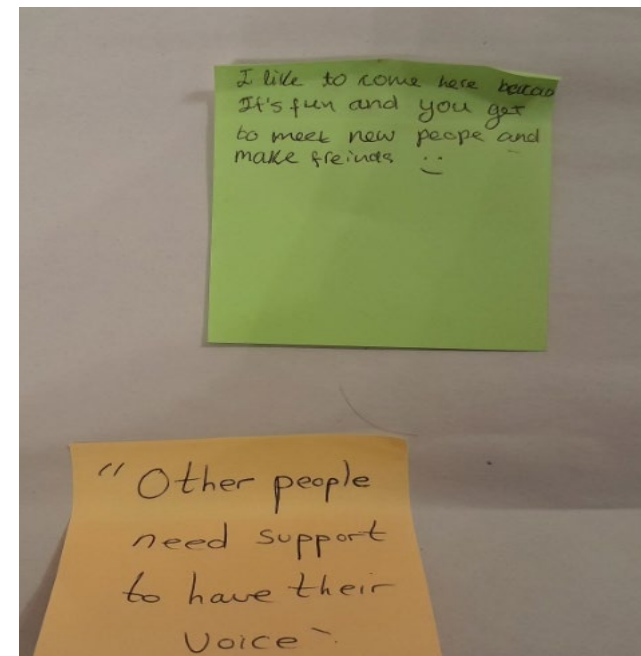 I like to come here becaus
It's fun and you get
to meet new peope and
make freinds :)
"Other people
need support
to have their
Voice"